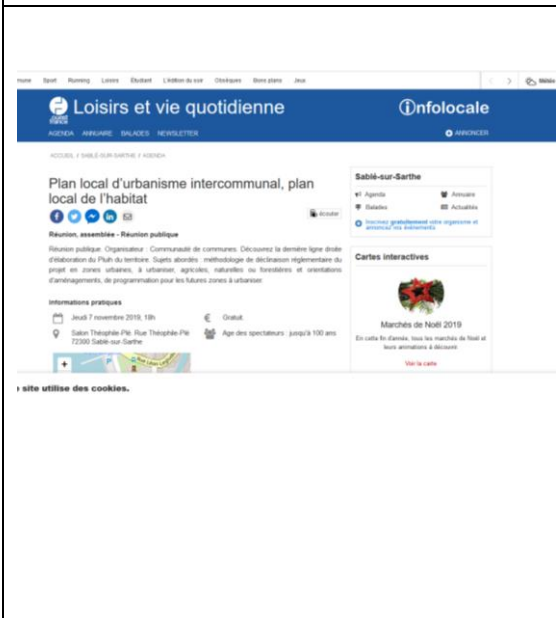 Sport Running Loisirs Étudiant L'édition du soir Obsèques Bons plans Jeux
ouest france
Loisirs et vie quotidienne
infolocale
AGENDA ANNUAIRE BALADES NEWSLETTER
ANNONCER
ACCUEIL / SABLÉ-SUR-SARTHE / AGENDA
Plan local d'urbanisme intercommunal, plan
local de l'habitat
écouter
Réunion, assemblée - Réunion publique
Réunion publique. Organisateur : Communauté de communes. Découvrez la dernière ligne droite
d'élaboration du Pluih du territoire. Sujets abordés : méthodologie de déclinaison réglementaire du
projet en zones urbaines, à urbaniser, agricoles, naturelles ou forestières et orientations
d'aménagements, de programmation pour les futures zones à urbaniser.
Informations pratiques
Jeudi 7 novembre 2019, 18h
Gratuit.
Salon Théophile-Plé. Rue Théophile-Plé
72300 Sablé-sur-Sarthe
Age des spectateurs : jusqu'à 100 ans
+
Sablé-sur-Sarthe
Agenda Annuaire
Balades Actualités
Inscrivez gratuitement votre organisme et
annoncez vos événements
Cartes interactives
Marchés de Noël 2019
En cette fin d'année, tous les marchés de Noël et
leurs animations à découvrir
Voir la carte
site utilise des cookies.